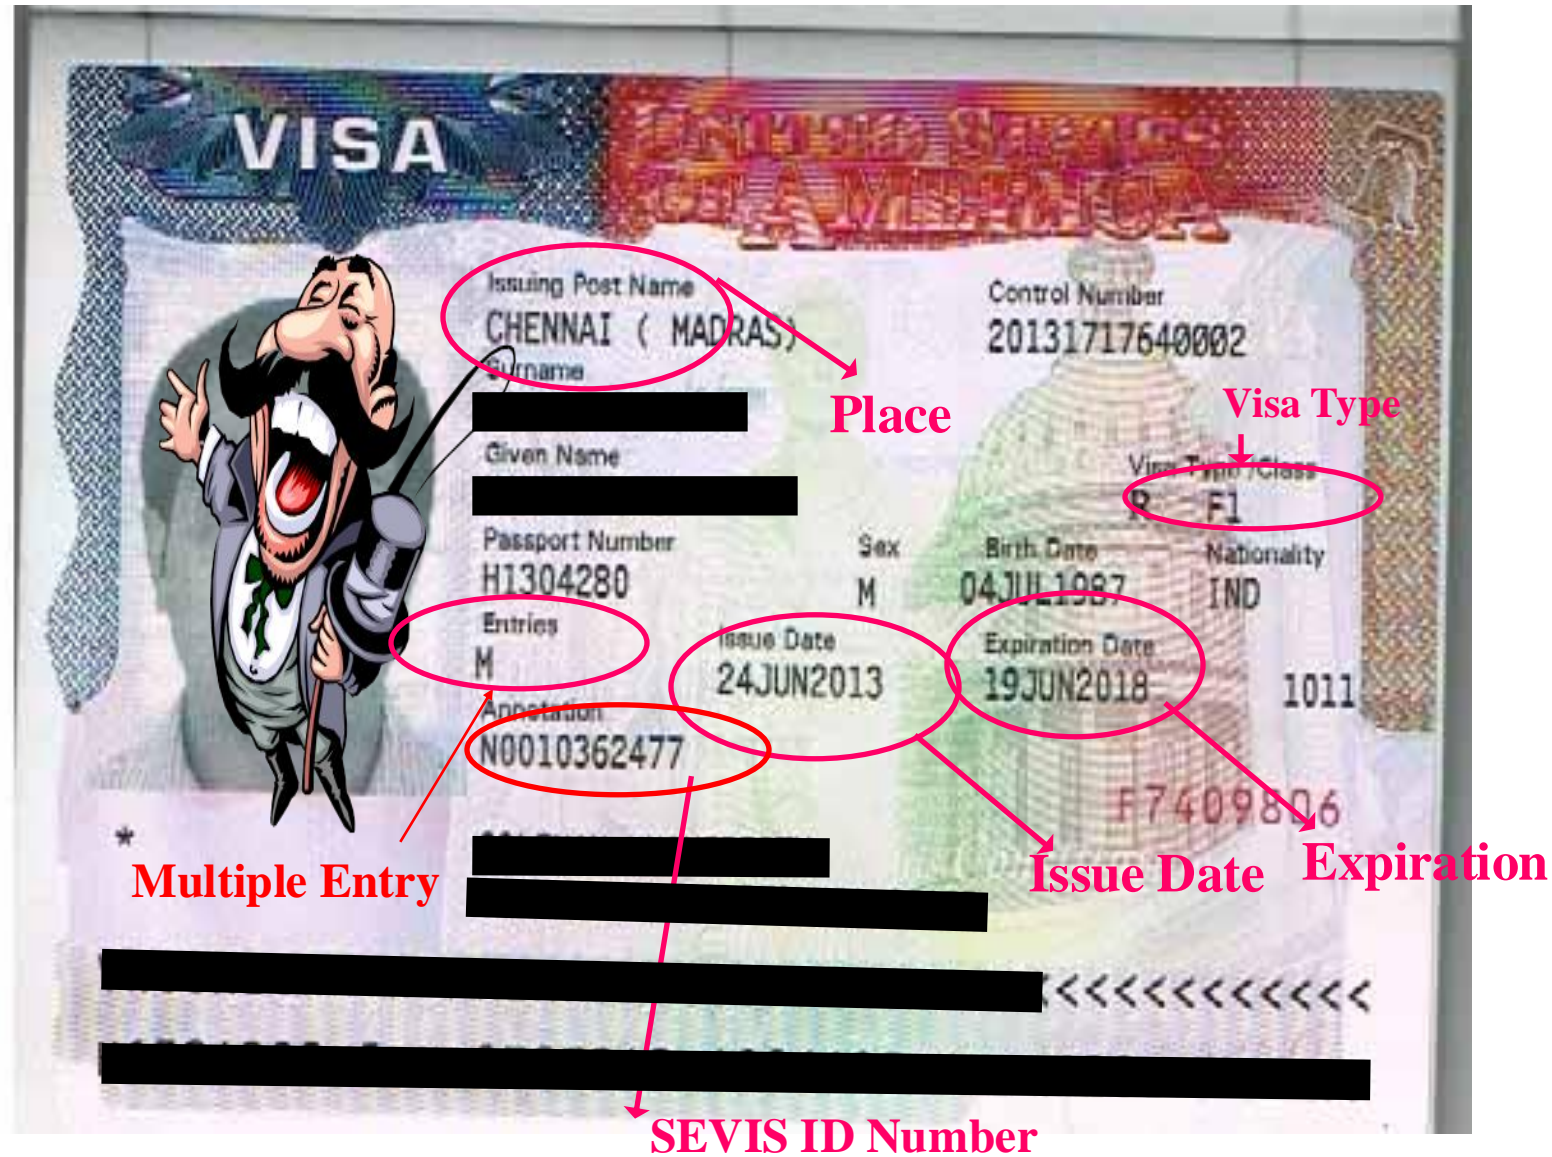 VISA
United States
OF AMERICA
Issuing Post Name
CHENNAI ( MADRAS)
Control Number
20131717640002
Surname
Place
Visa Type
Given Name
Visa Type /Class
R F1
Passport Number
H1304280
Sex
M
Birth Date
04JUL1987
Nationality
IND
Entries
M
Issue Date
24JUN2013
Expiration Date
19JUN2018
1011
Annotation
N0010362477
F7409806
*
Multiple Entry
Issue Date
Expiration
<<<<<<<<<<<<
SEVIS ID Number